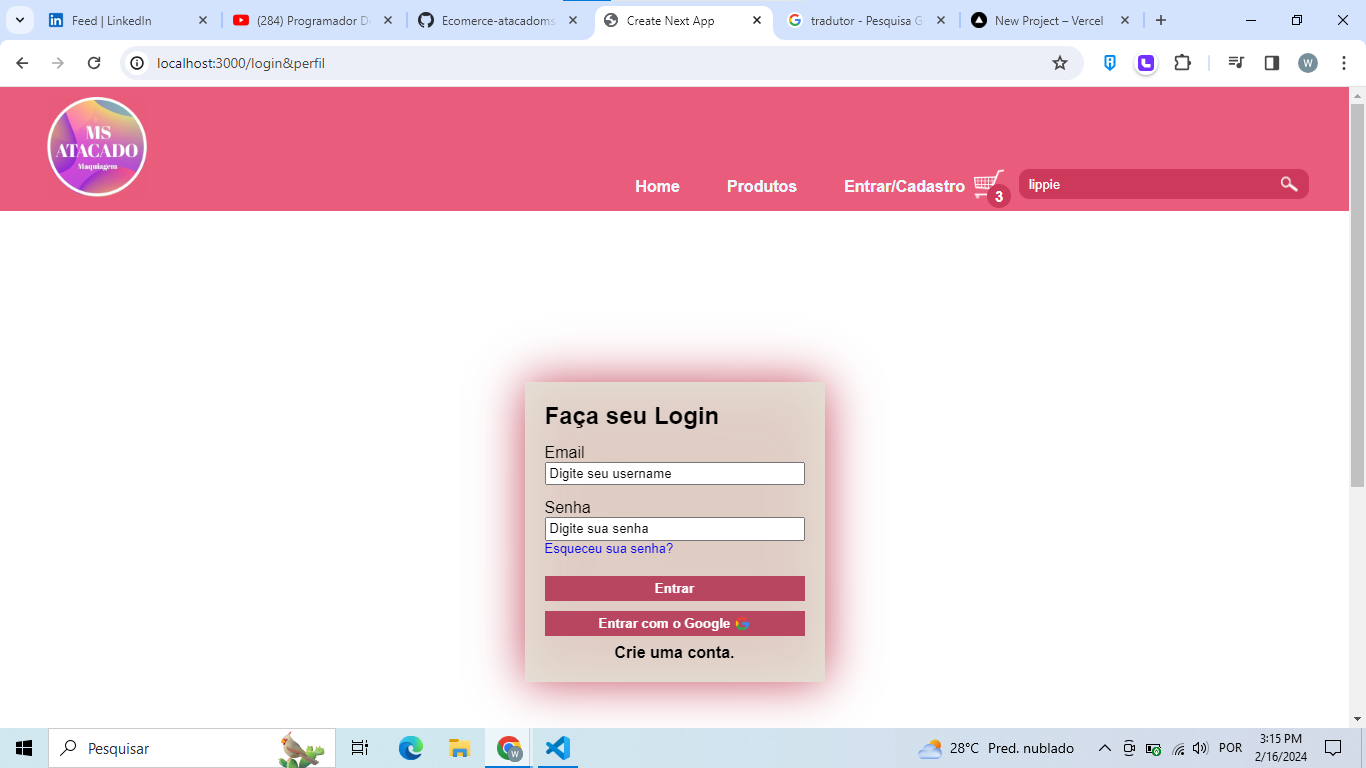 Feed | LinkedIn
(284) Programador De
Ecomerce-atacadoms
Create Next App
tradutor - Pesquisa G
New Project – Vercel
localhost:3000/login&perfil
W
MS
ATACADO
Maquiagem
Home
Produtos
Entrar/Cadastro
3
lippie
Faça seu Login
Email
Digite seu username
Senha
Digite sua senha
Esqueceu sua senha?
Entrar
Entrar com o Google
Crie uma conta.
Pesquisar
W
28°C Pred. nublado
POR
3:15 PM
2/16/2024